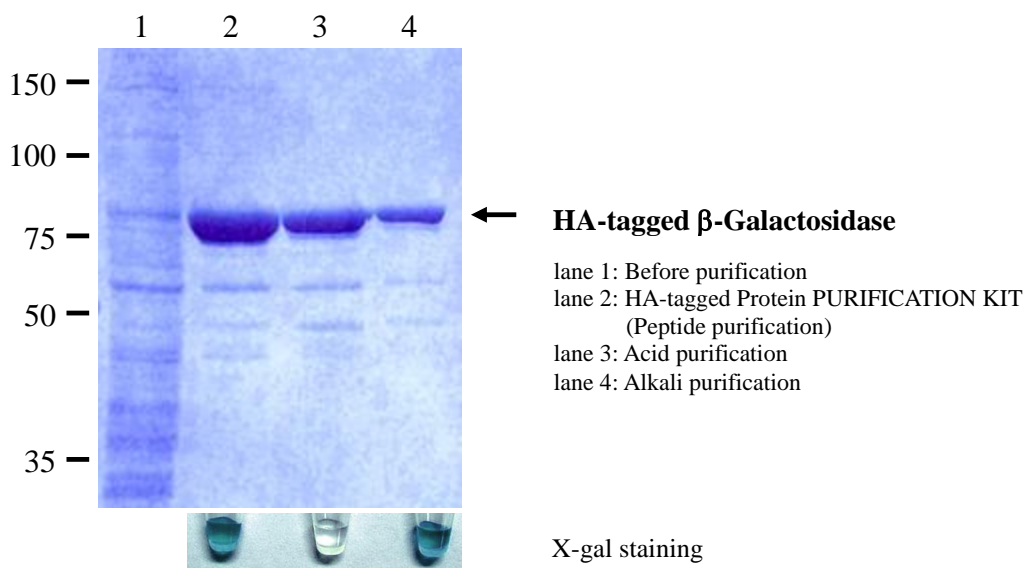 1 2 3 4
150
100
75
50
35
HA-tagged β-Galactosidase
lane 1: Before purification
lane 2: HA-tagged Protein PURIFICATION KIT
(Peptide purification)
lane 3: Acid purification
lane 4: Alkali purification
X-gal staining